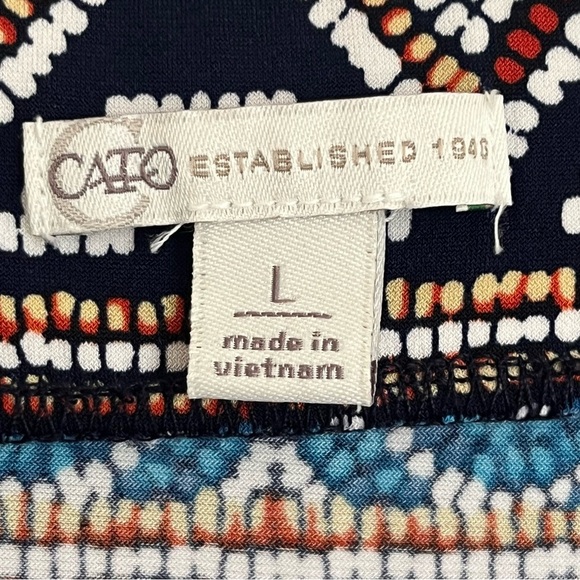 CATO ESTABLISHED 1946
L
made in
vietnam